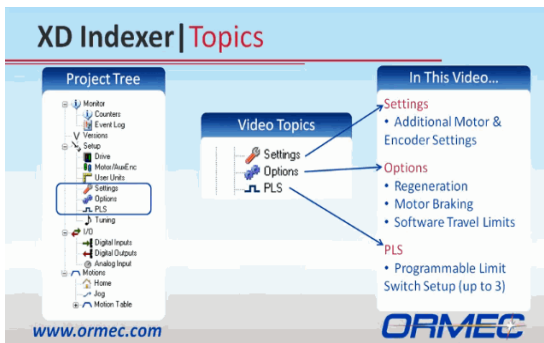 XD Indexer|Topics
Project Tree
Monitor
Counters
Event Log
Versions
Setup
Drive
Motor/AuxEnc
User Units
Settings
Options
PLS
Tuning
I/O
Digital Inputs
Digital Outputs
Analog Input
Motions
Home
Jog
Motion Table
Video Topics
Settings
Options
PLS
In This Video...
Settings
• Additional Motor &
Encoder Settings
Options
• Regeneration
• Motor Braking
• Software Travel Limits
PLS
• Programmable Limit
Switch Setup (up to 3)
www.ormec.com
ORMEC